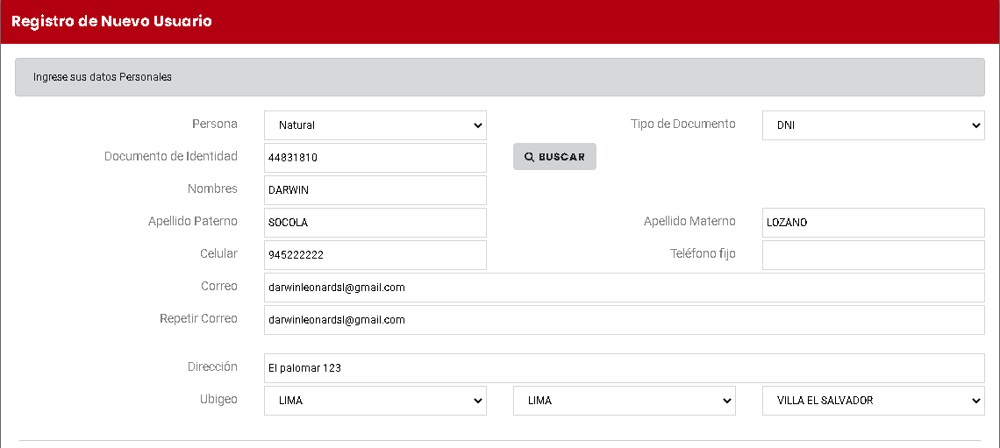 Registro de Nuevo Usuario
Ingrese sus datos Personales
Persona Natural Tipo de Documento DNI
Documento de Identidad 44831810 BUSCAR
Nombres DARWIN
Apellido Paterno SOCOLA Apellido Materno LOZANO
Celular 945222222 Teléfono fijo
Correo darwinleonardsl@gmail.com
Repetir Correo darwinleonardsl@gmail.com
Dirección El palomar 123
Ubigeo LIMA LIMA VILLA EL SALVADOR